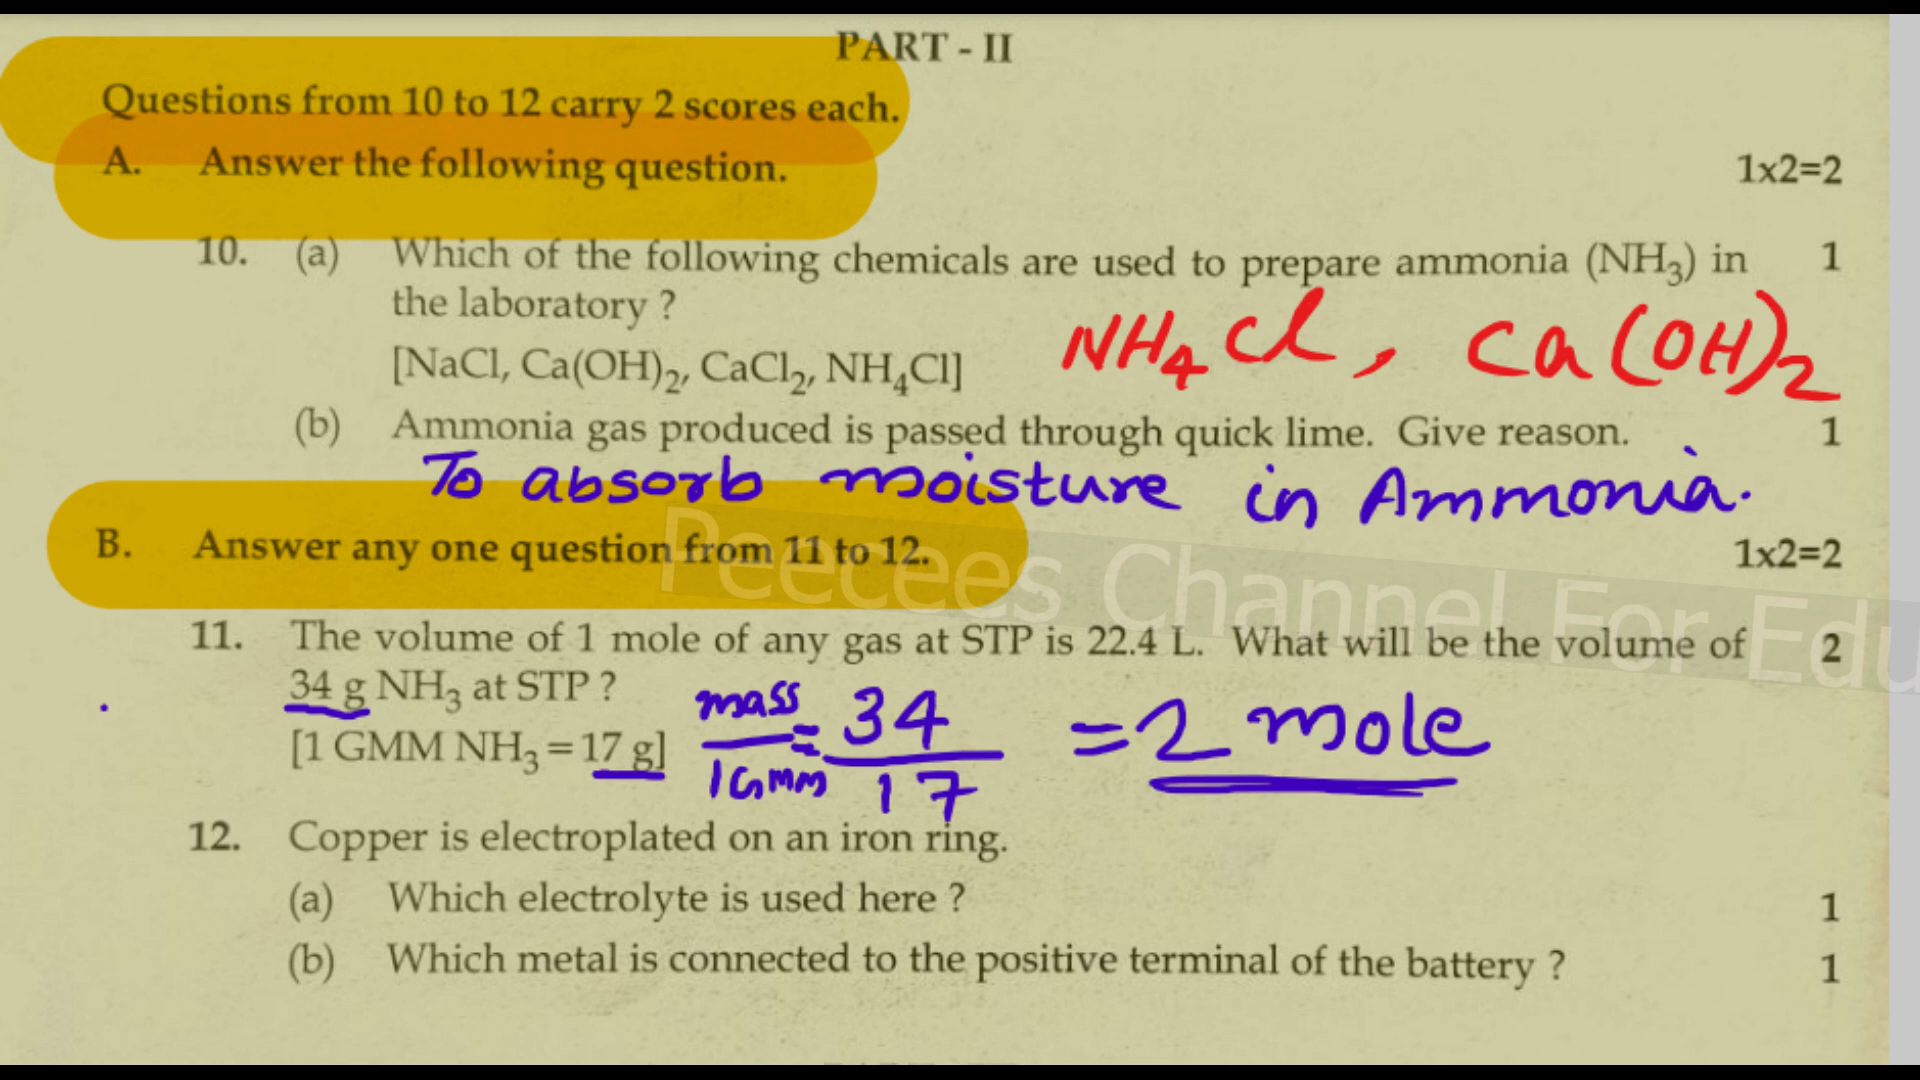 PART - II
Questions from 10 to 12 carry 2 scores each.
A. Answer the following question. 1x2=2
10. (a) Which of the following chemicals are used to prepare ammonia (NH₃) in 1
the laboratory ?
[NaCl, Ca(OH)₂, CaCl₂, NH₄Cl] NH₄Cl, Ca(OH)₂
(b) Ammonia gas produced is passed through quick lime. Give reason. 1
To absorb moisture in Ammonia.
B. Answer any one question from 11 to 12. 1x2=2
Peecees Channel For Edu
11. The volume of 1 mole of any gas at STP is 22.4 L. What will be the volume of 2
34 g NH₃ at STP ?
[1 GMM NH₃ = 17 g] mass/1GMM = 34/17 = 2 mole
12. Copper is electroplated on an iron ring.
(a) Which electrolyte is used here ? 1
(b) Which metal is connected to the positive terminal of the battery ? 1